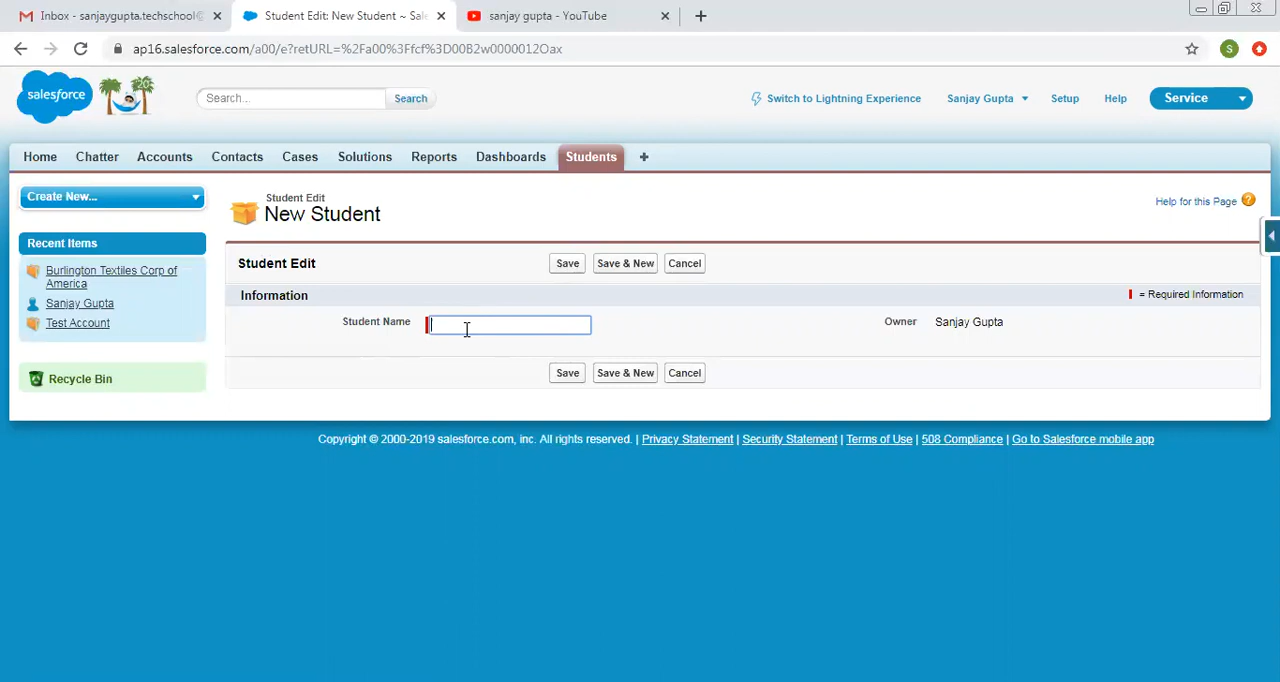 Inbox - sanjaygupta.techschool@
Student Edit: New Student ~ Sale
sanjay gupta - YouTube
ap16.salesforce.com/a00/e?retURL=%2Fa00%3Ffcf%3D00B2w0000012Oax
S
salesforce
20
Search...
Search
Switch to Lightning Experience
Sanjay Gupta
Setup
Help
Service
Home
Chatter
Accounts
Contacts
Cases
Solutions
Reports
Dashboards
Students
+
Create New...
Recent Items
Burlington Textiles Corp of
America
Sanjay Gupta
Test Account
Recycle Bin
Student Edit
New Student
Help for this Page ?
Student Edit
Save
Save & New
Cancel
Information
= Required Information
Student Name
Owner
Sanjay Gupta
Save
Save & New
Cancel
Copyright © 2000-2019 salesforce.com, inc. All rights reserved. | Privacy Statement | Security Statement | Terms of Use | 508 Compliance | Go to Salesforce mobile app